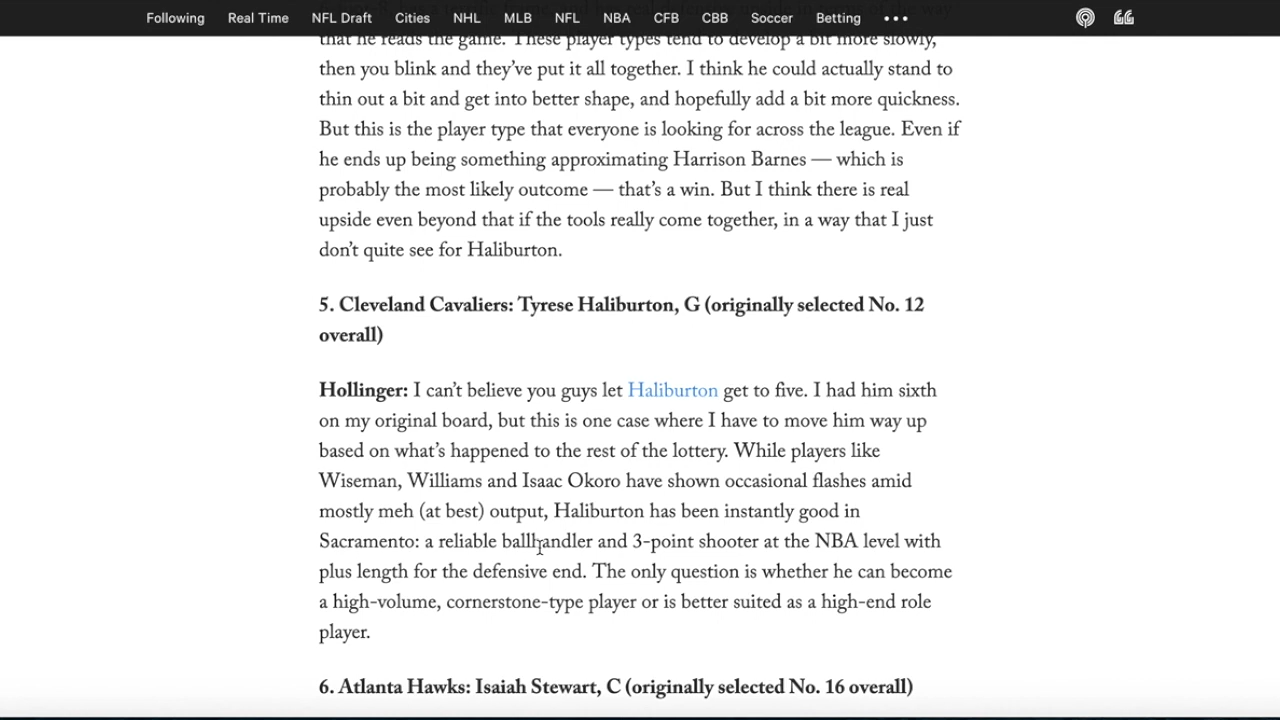 Following Real Time NFL Draft Cities NHL MLB NFL NBA CFB CBB Soccer Betting
that he reads the game. These player types tend to develop a bit more slowly,
then you blink and they’ve put it all together. I think he could actually stand to
thin out a bit and get into better shape, and hopefully add a bit more quickness.
But this is the player type that everyone is looking for across the league. Even if
he ends up being something approximating Harrison Barnes — which is
probably the most likely outcome — that’s a win. But I think there is real
upside even beyond that if the tools really come together, in a way that I just
don’t quite see for Haliburton.
5. Cleveland Cavaliers: Tyrese Haliburton, G (originally selected No. 12
overall)
Hollinger: I can’t believe you guys let Haliburton get to five. I had him sixth
on my original board, but this is one case where I have to move him way up
based on what’s happened to the rest of the lottery. While players like
Wiseman, Williams and Isaac Okoro have shown occasional flashes amid
mostly meh (at best) output, Haliburton has been instantly good in
Sacramento: a reliable ballhandler and 3-point shooter at the NBA level with
plus length for the defensive end. The only question is whether he can become
a high-volume, cornerstone-type player or is better suited as a high-end role
player.
6. Atlanta Hawks: Isaiah Stewart, C (originally selected No. 16 overall)